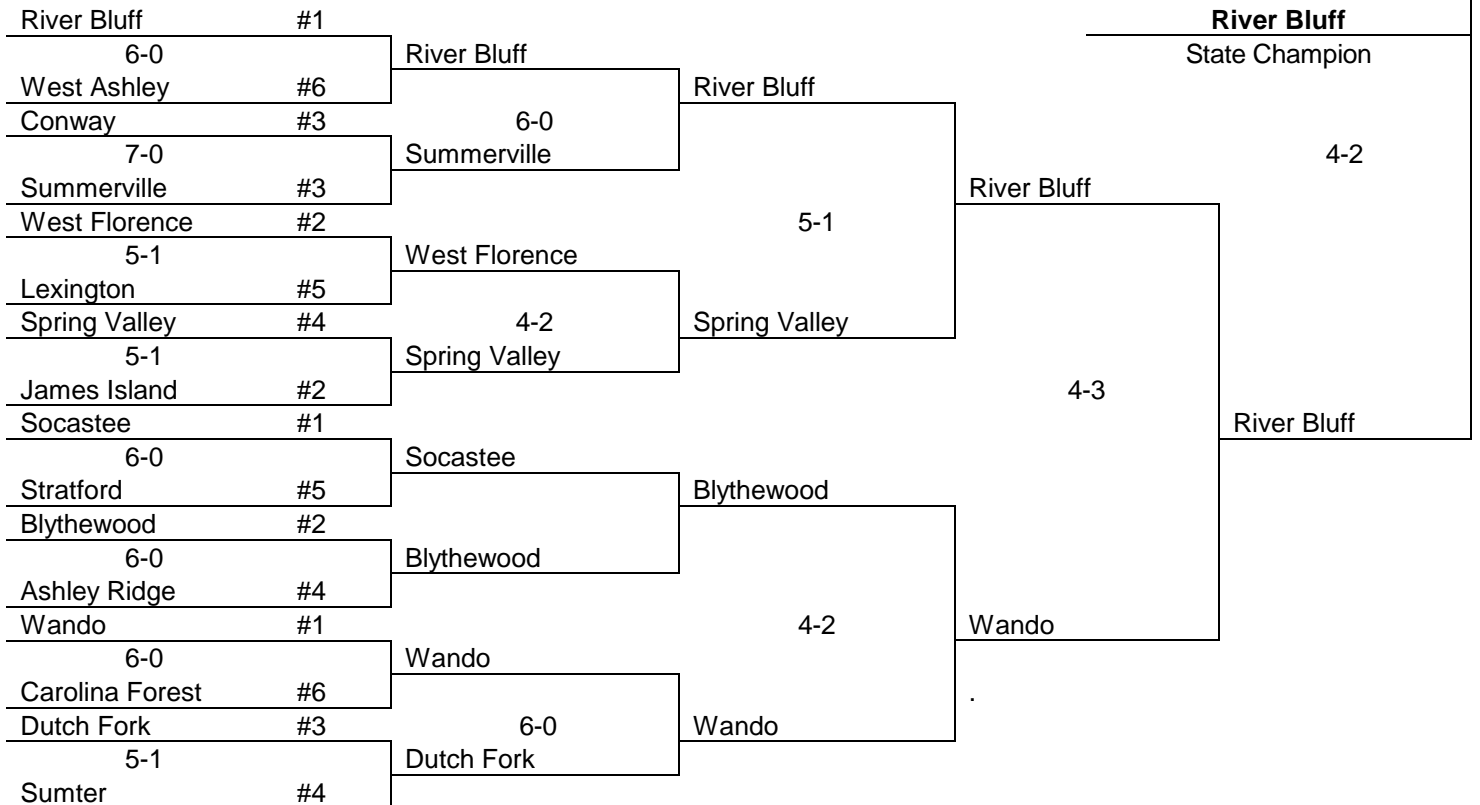 River Bluff #1 River Bluff
6-0 River Bluff State Champion
West Ashley #6 River Bluff
Conway #3 6-0
7-0 Summerville 4-2
Summerville #3 River Bluff
West Florence #2 5-1
5-1 West Florence
Lexington #5
Spring Valley #4 4-2 Spring Valley
5-1 Spring Valley
James Island #2 4-3
Socastee #1 River Bluff
6-0 Socastee
Stratford #5 Blythewood
Blythewood #2
6-0 Blythewood
Ashley Ridge #4
Wando #1 4-2 Wando
6-0 Wando
Carolina Forest #6 .
Dutch Fork #3 6-0 Wando
5-1 Dutch Fork
Sumter #4